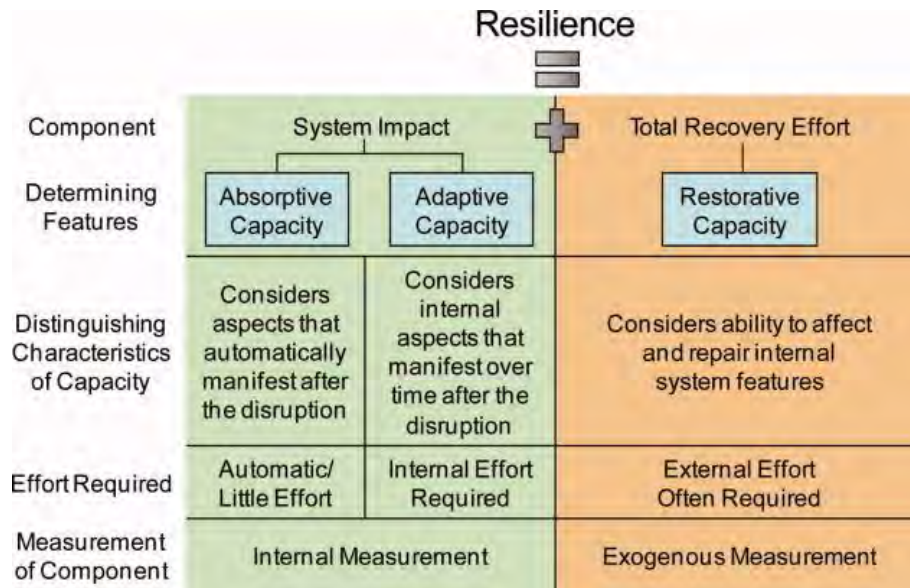 Resilience
Component
System Impact
Total Recovery Effort
Determining
Features
Absorptive
Capacity
Adaptive
Capacity
Restorative
Capacity
Distinguishing
Characteristics
of Capacity
Considers
aspects that
automatically
manifest after
the disruption
Considers
internal
aspects that
manifest over
time after the
disruption
Considers ability to affect
and repair internal
system features
Effort Required
Automatic/
Little Effort
Internal Effort
Required
External Effort
Often Required
Measurement
of Component
Internal Measurement
Exogenous Measurement